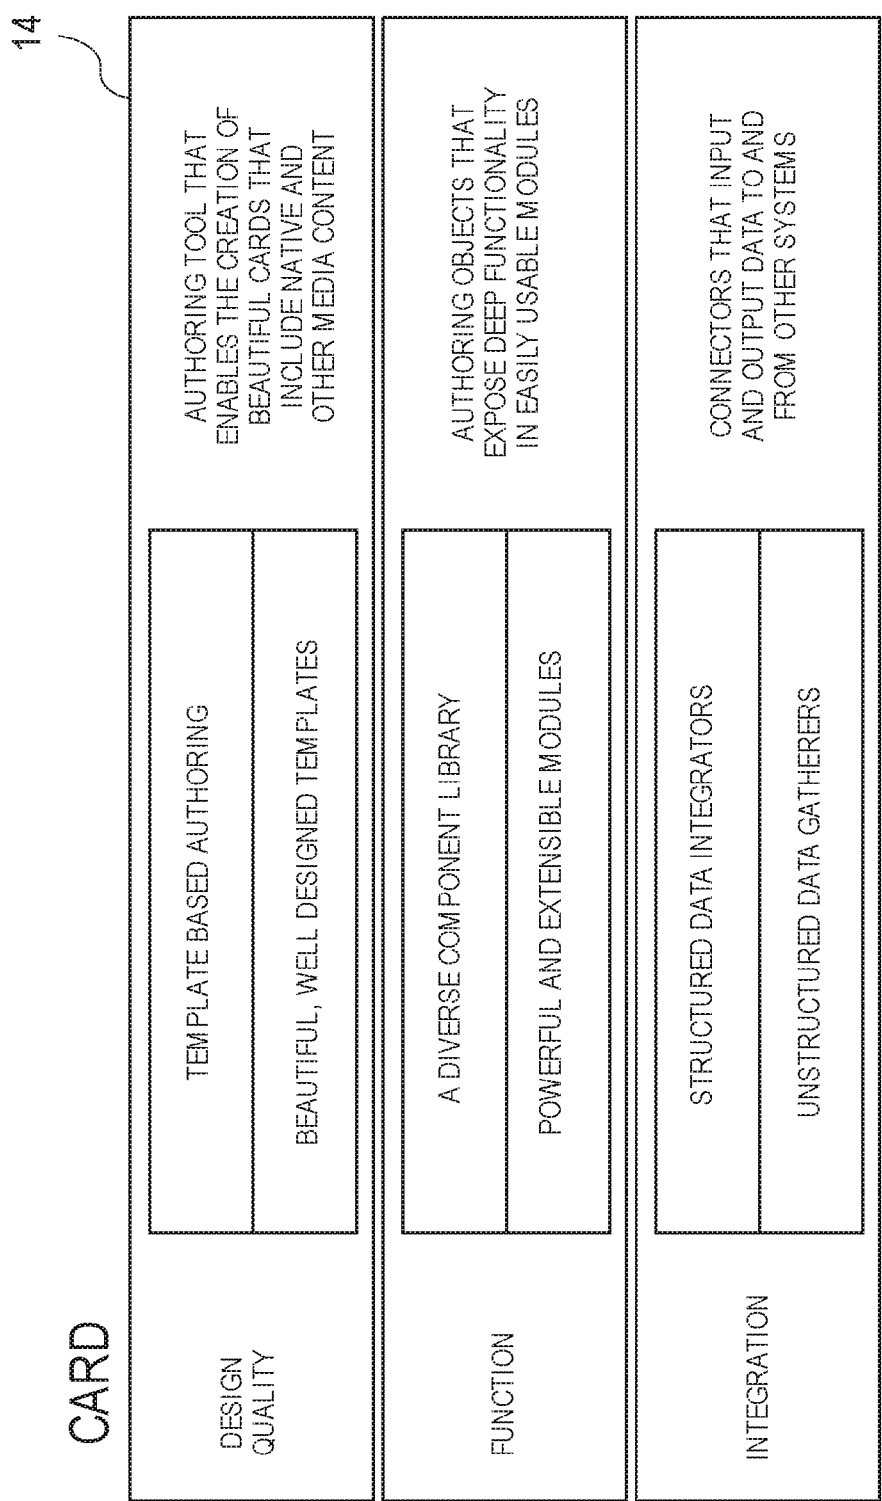 CARD
14
DESIGN
QUALITY
TEMPLATE BASED AUTHORING
BEAUTIFUL, WELL DESIGNED TEMPLATES
AUTHORING TOOL THAT
ENABLES THE CREATION OF
BEAUTIFUL CARDS THAT
INCLUDE NATIVE AND
OTHER MEDIA CONTENT
FUNCTION
A DIVERSE COMPONENT LIBRARY
POWERFUL AND EXTENSIBLE MODULES
AUTHORING OBJECTS THAT
EXPOSE DEEP FUNCTIONALITY
IN EASILY USABLE MODULES
INTEGRATION
STRUCTURED DATA INTEGRATORS
UNSTRUCTURED DATA GATHERERS
CONNECTORS THAT INPUT
AND OUTPUT DATA TO AND
FROM OTHER SYSTEMS